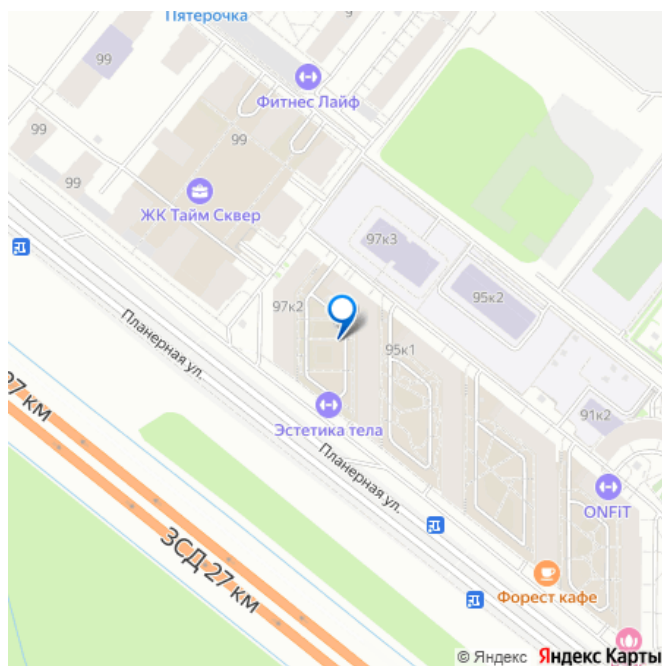 Пятерочка
9
99
Фитнес Лайф
99
99
99
ЖК Тайм Сквер
97к3
95к2
97к2
Планерная ул.
95к1
27 км
Эстетика тела
91к2
Планерная ул.
ONFIT
ЗСД 27 км
Форест кафе
© Яндекс Яндекс Карты